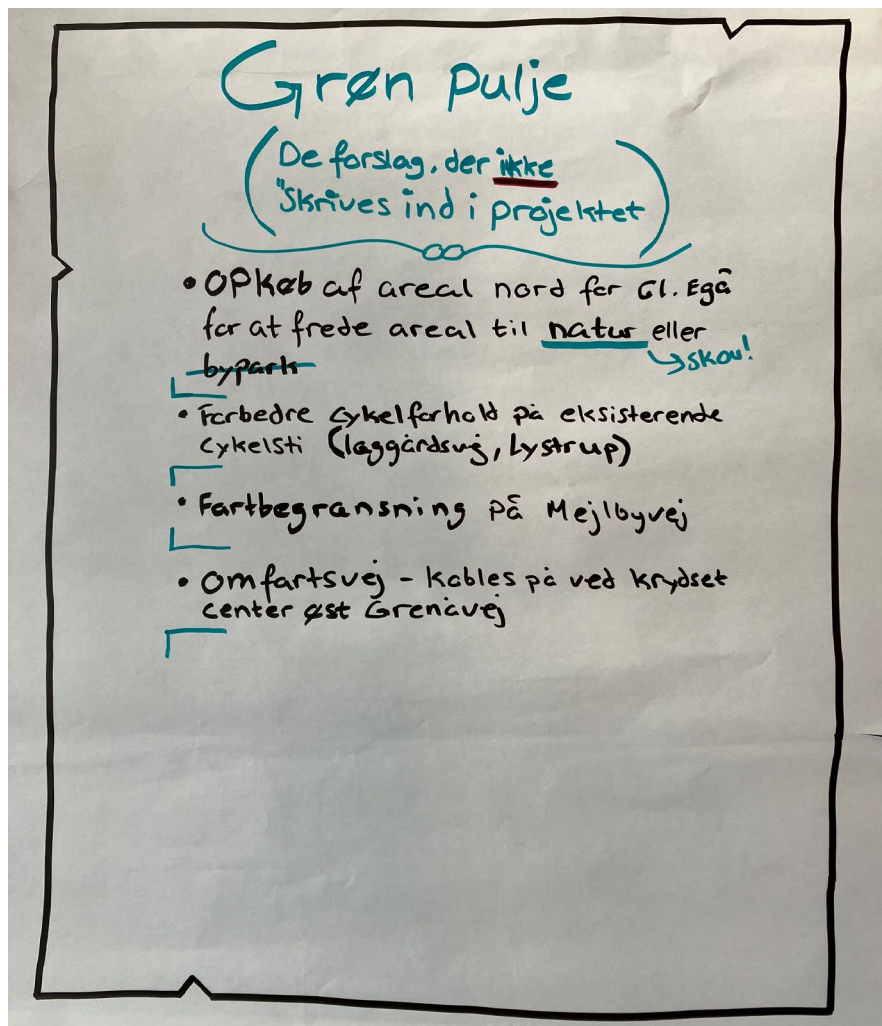 Grøn pulje
(De forslag, der ikke
"Skrives ind i projektet)
• OPKøb af areal nord for Gl. Egå
for at frede areal til natur eller
skov!
bypark
• Forbedre cykelforhold på eksisterende
cykelsti (laggårdsvej, Lystrup)
• Fartbegransning på Mejlbyvej
• Omfartsvej - kobles på ved krydset
center øst Grenåvej